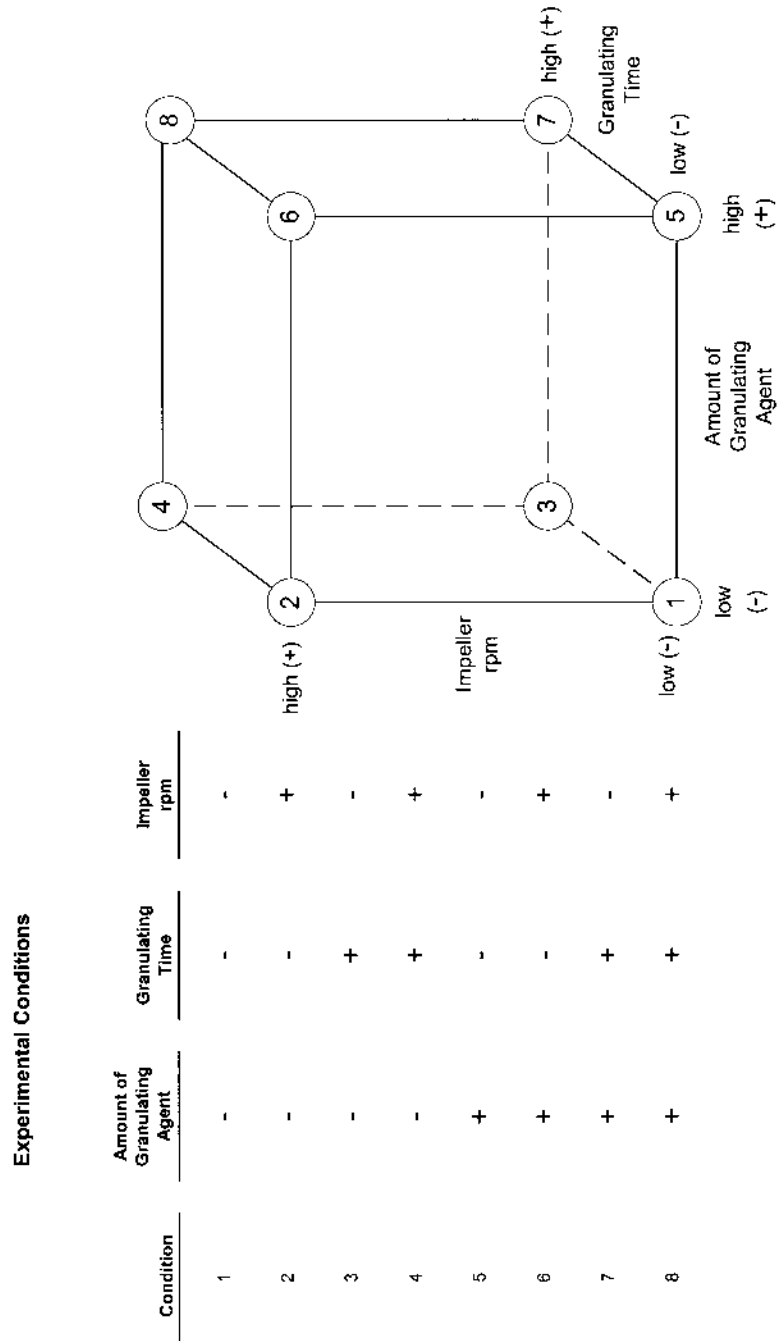 Experimental Conditions
Condition
Amount of
Granulating
Agent
Granulating
Time
Impeller
rpm
1 - - -
2 - - +
3 - + -
4 - + +
5 + - -
6 + - +
7 + + -
8 + + +
4
8
high (+)
2
6
Impeller
rpm
3
7
high (+)
Granulating
Time
low (-)
1
5
low (-)
low
(-)
Amount of
Granulating
Agent
high
(+)